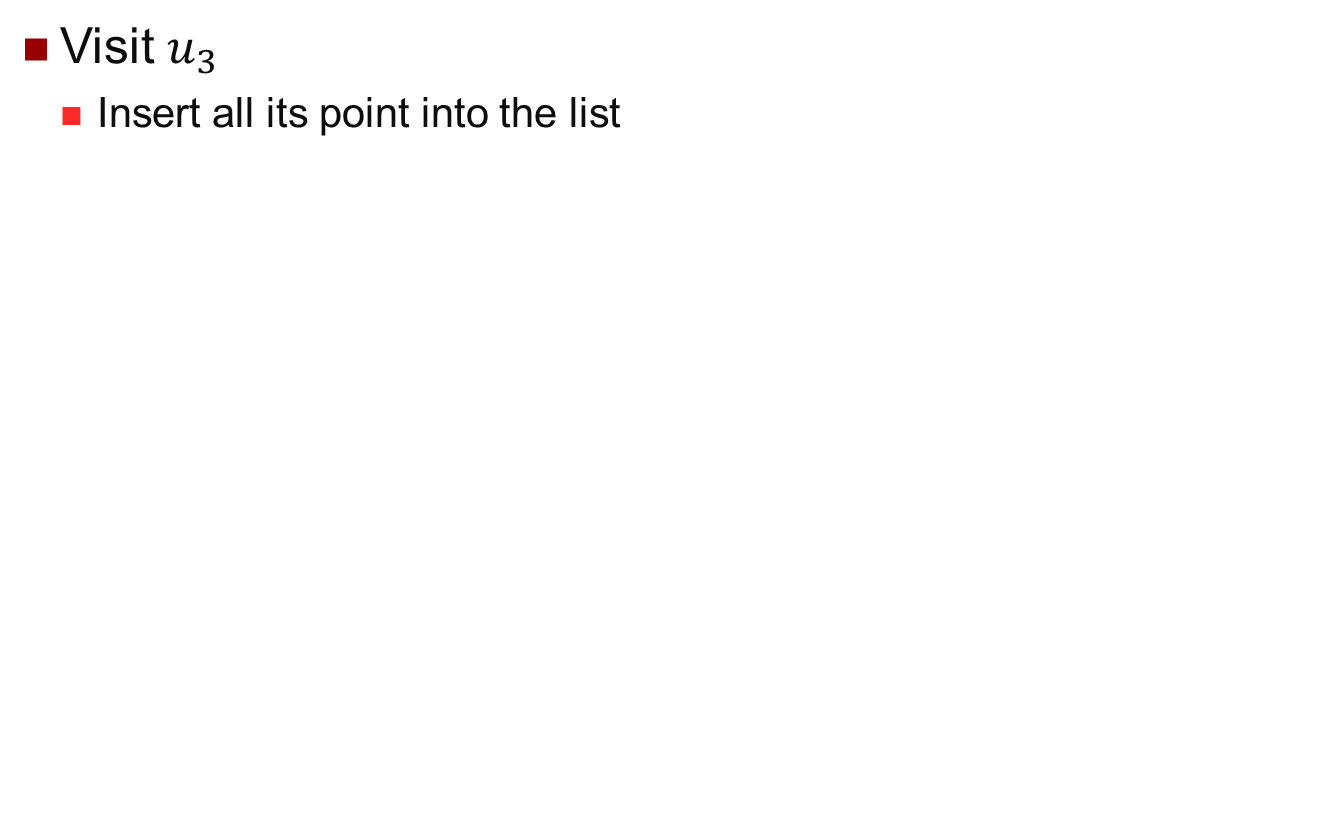 Visit 𝑢₃
Insert all its point into the list